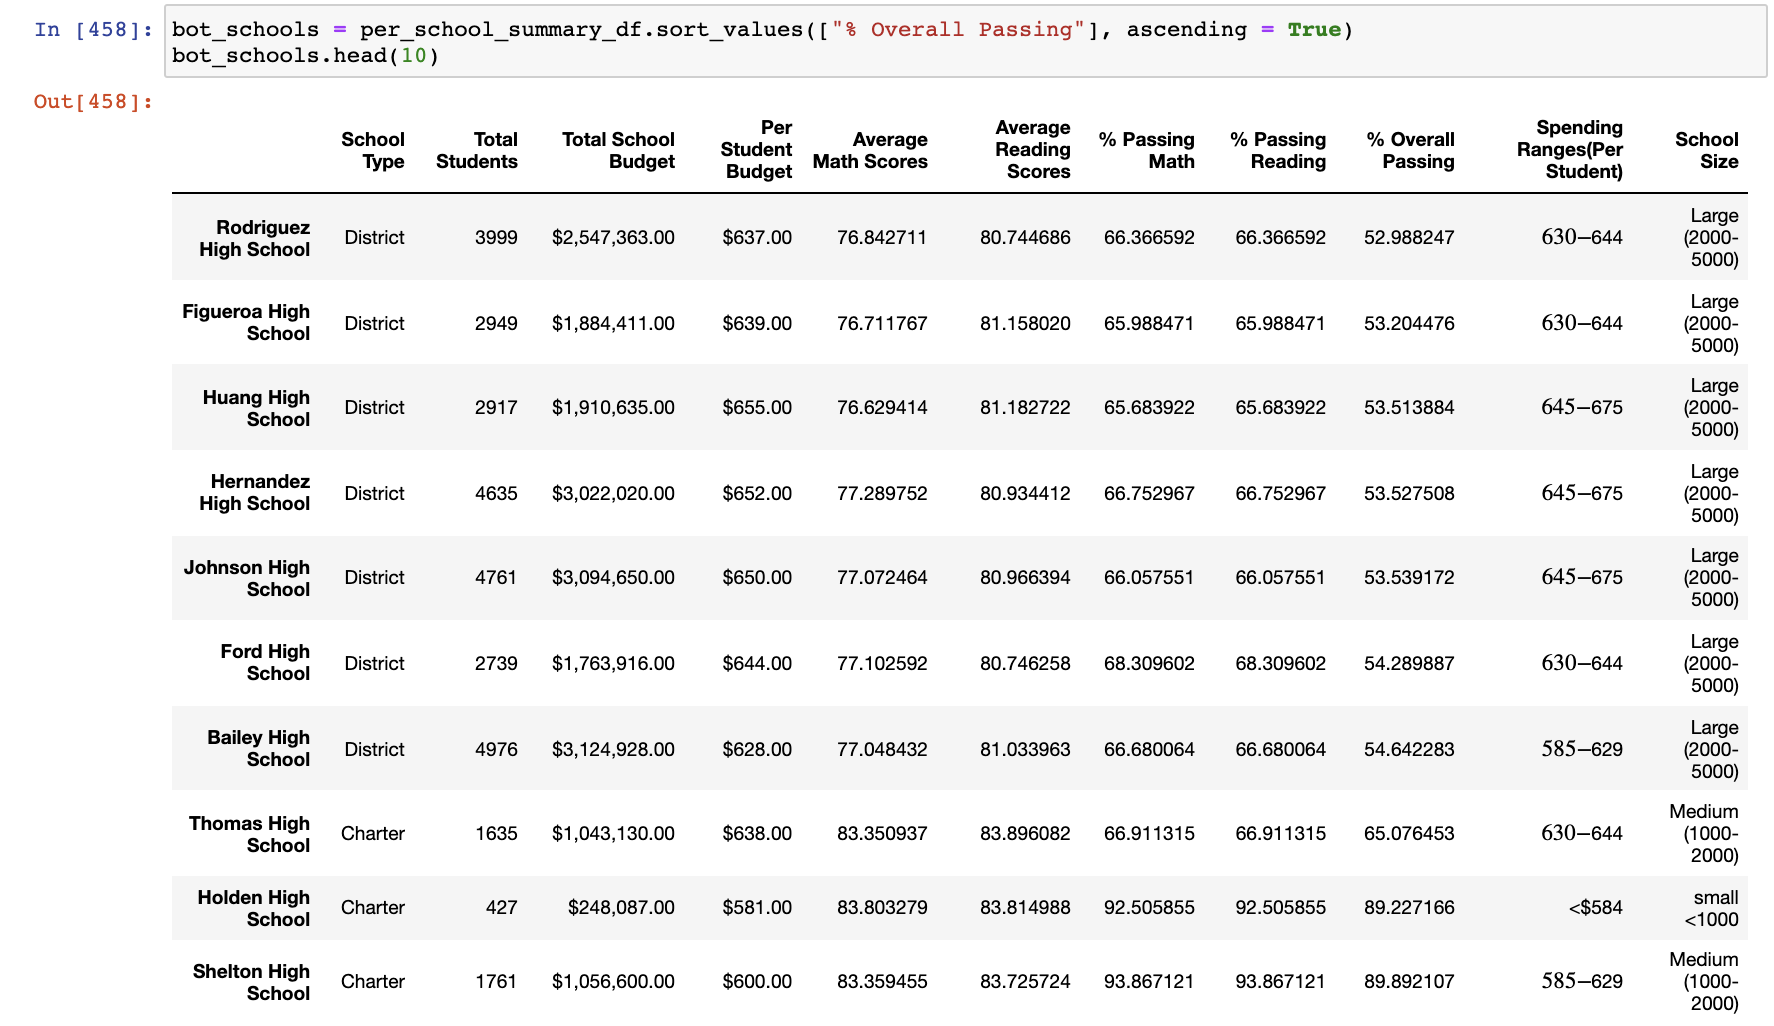 In [458]: bot_schools = per_school_summary_df.sort_values(["% Overall Passing"], ascending = True)
bot_schools.head(10)
Out[458]:
School Type | Total Students | Total School Budget | Per Student Budget | Average Math Scores | Average Reading Scores | % Passing Math | % Passing Reading | % Overall Passing | Spending Ranges(Per Student) | School Size
Rodriguez High School | District | 3999 | $2,547,363.00 | $637.00 | 76.842711 | 80.744686 | 66.366592 | 66.366592 | 52.988247 | 630−644 | Large (2000-5000)
Figueroa High School | District | 2949 | $1,884,411.00 | $639.00 | 76.711767 | 81.158020 | 65.988471 | 65.988471 | 53.204476 | 630−644 | Large (2000-5000)
Huang High School | District | 2917 | $1,910,635.00 | $655.00 | 76.629414 | 81.182722 | 65.683922 | 65.683922 | 53.513884 | 645−675 | Large (2000-5000)
Hernandez High School | District | 4635 | $3,022,020.00 | $652.00 | 77.289752 | 80.934412 | 66.752967 | 66.752967 | 53.527508 | 645−675 | Large (2000-5000)
Johnson High School | District | 4761 | $3,094,650.00 | $650.00 | 77.072464 | 80.966394 | 66.057551 | 66.057551 | 53.539172 | 645−675 | Large (2000-5000)
Ford High School | District | 2739 | $1,763,916.00 | $644.00 | 77.102592 | 80.746258 | 68.309602 | 68.309602 | 54.289887 | 630−644 | Large (2000-5000)
Bailey High School | District | 4976 | $3,124,928.00 | $628.00 | 77.048432 | 81.033963 | 66.680064 | 66.680064 | 54.642283 | 585−629 | Large (2000-5000)
Thomas High School | Charter | 1635 | $1,043,130.00 | $638.00 | 83.350937 | 83.896082 | 66.911315 | 66.911315 | 65.076453 | 630−644 | Medium (1000-2000)
Holden High School | Charter | 427 | $248,087.00 | $581.00 | 83.803279 | 83.814988 | 92.505855 | 92.505855 | 89.227166 | <$584 | small <1000
Shelton High School | Charter | 1761 | $1,056,600.00 | $600.00 | 83.359455 | 83.725724 | 93.867121 | 93.867121 | 89.892107 | 585−629 | Medium (1000-2000)